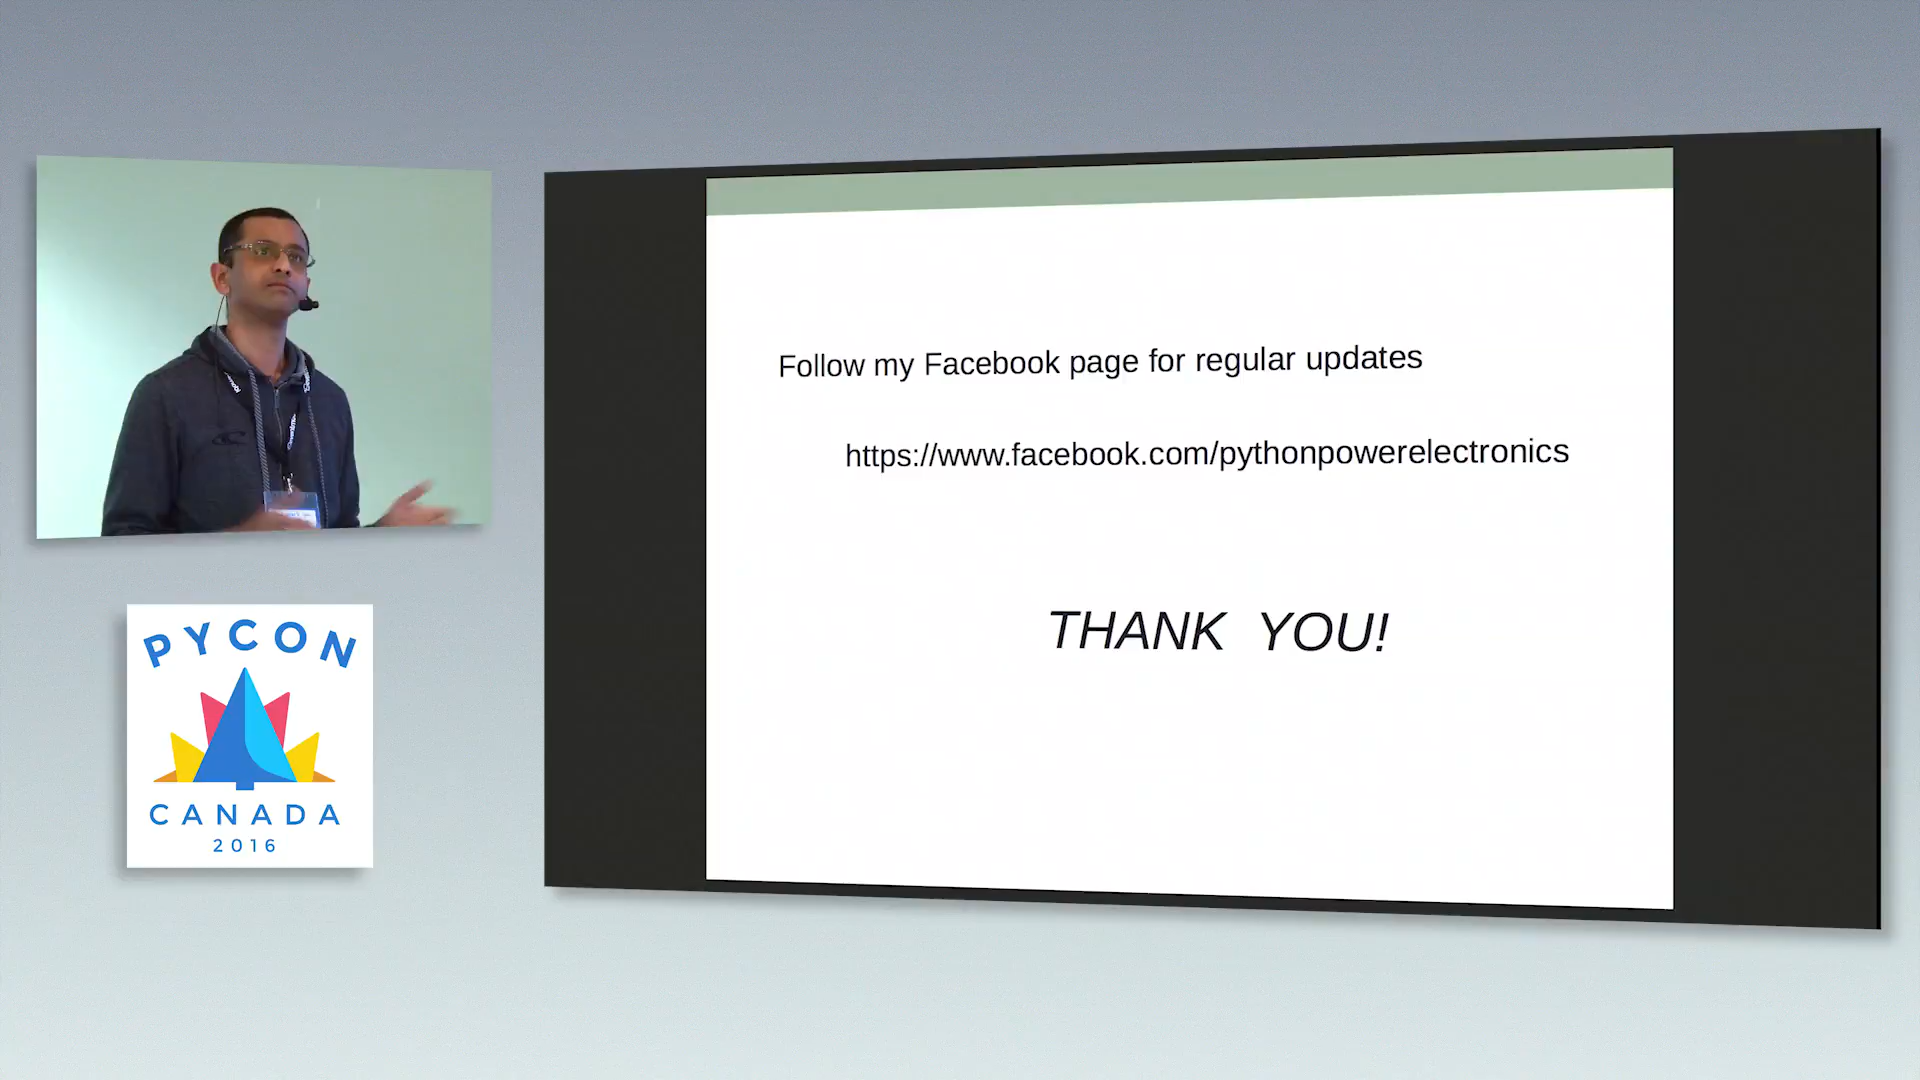 Follow my Facebook page for regular updates
https://www.facebook.com/pythonpowerelectronics
THANK YOU!
PYCON
CANADA
2016